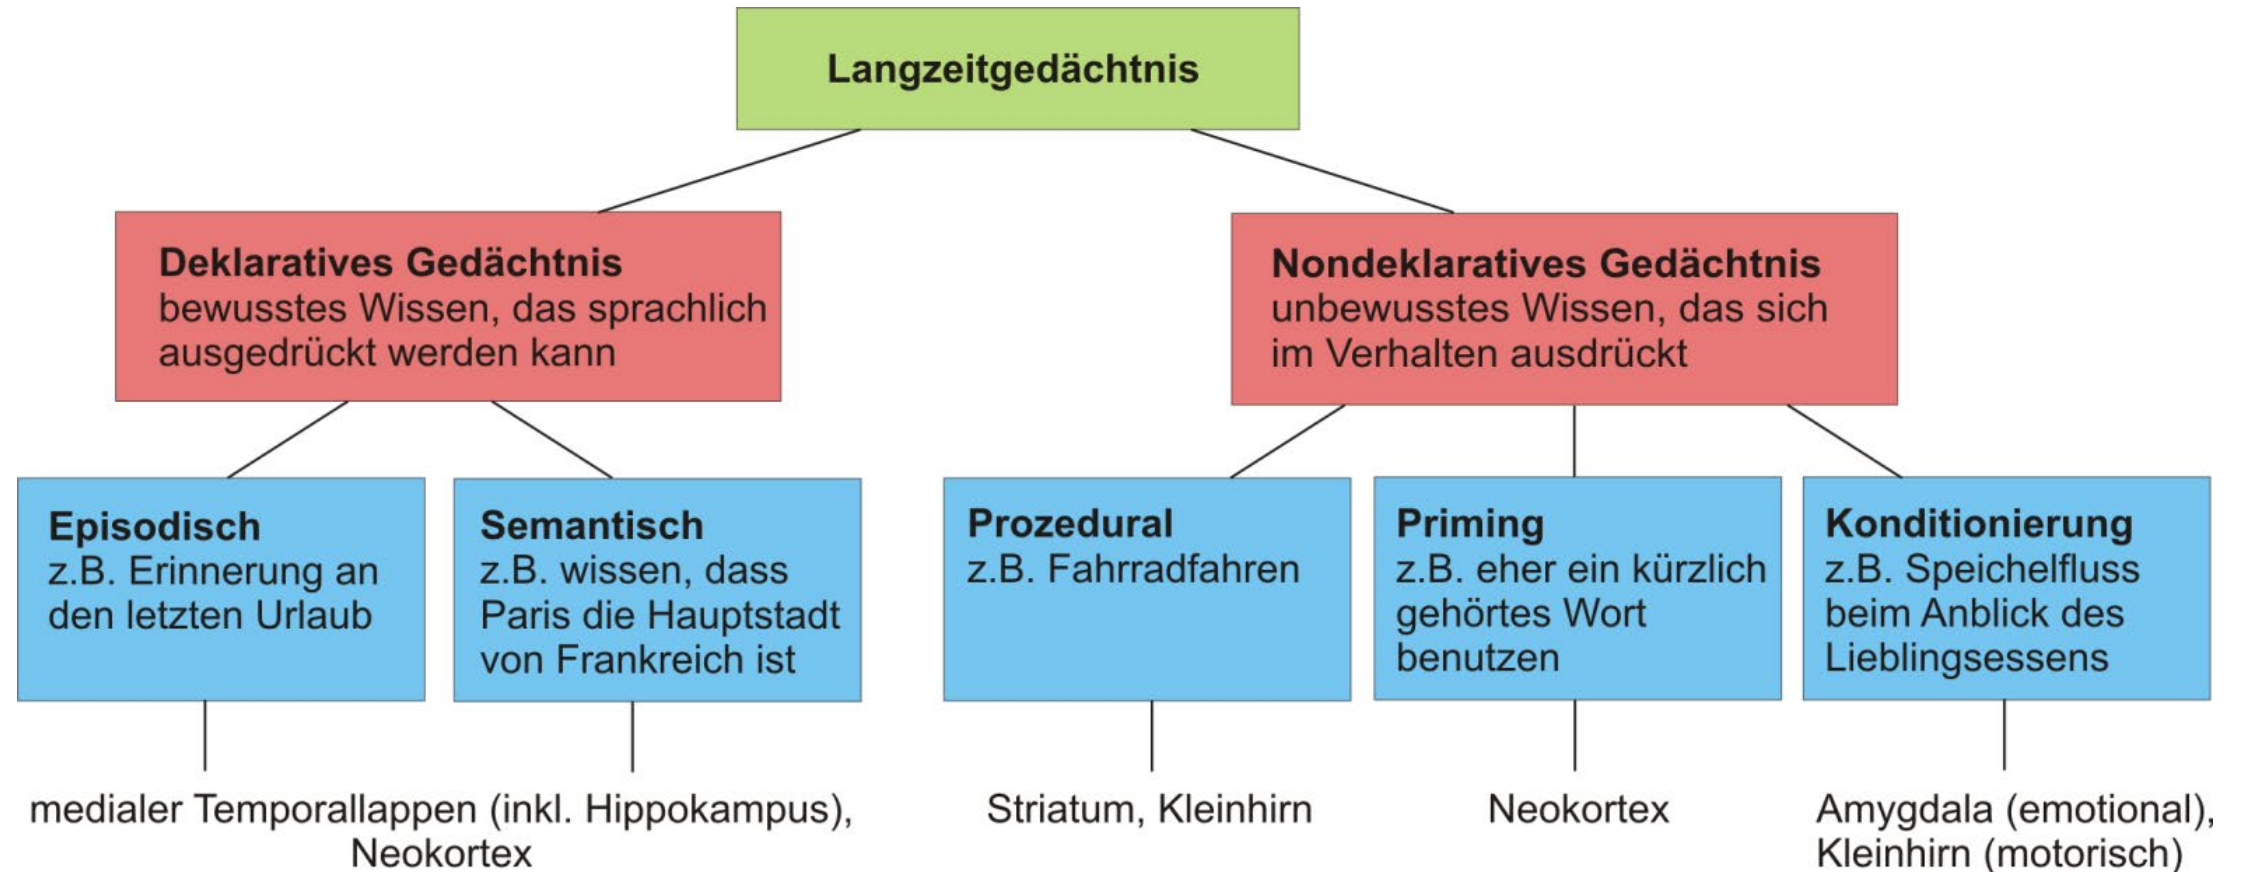 Langzeitgedächtnis
Deklaratives Gedächtnis
bewusstes Wissen, das sprachlich
ausgedrückt werden kann
Nondeklaratives Gedächtnis
unbewusstes Wissen, das sich
im Verhalten ausdrückt
Episodisch
z.B. Erinnerung an
den letzten Urlaub
Semantisch
z.B. wissen, dass
Paris die Hauptstadt
von Frankreich ist
Prozedural
z.B. Fahrradfahren
Priming
z.B. eher ein kürzlich
gehörtes Wort
benutzen
Konditionierung
z.B. Speichelfluss
beim Anblick des
Lieblingsessens
medialer Temporallappen (inkl. Hippokampus),
Neokortex
Striatum, Kleinhirn
Neokortex
Amygdala (emotional),
Kleinhirn (motorisch)